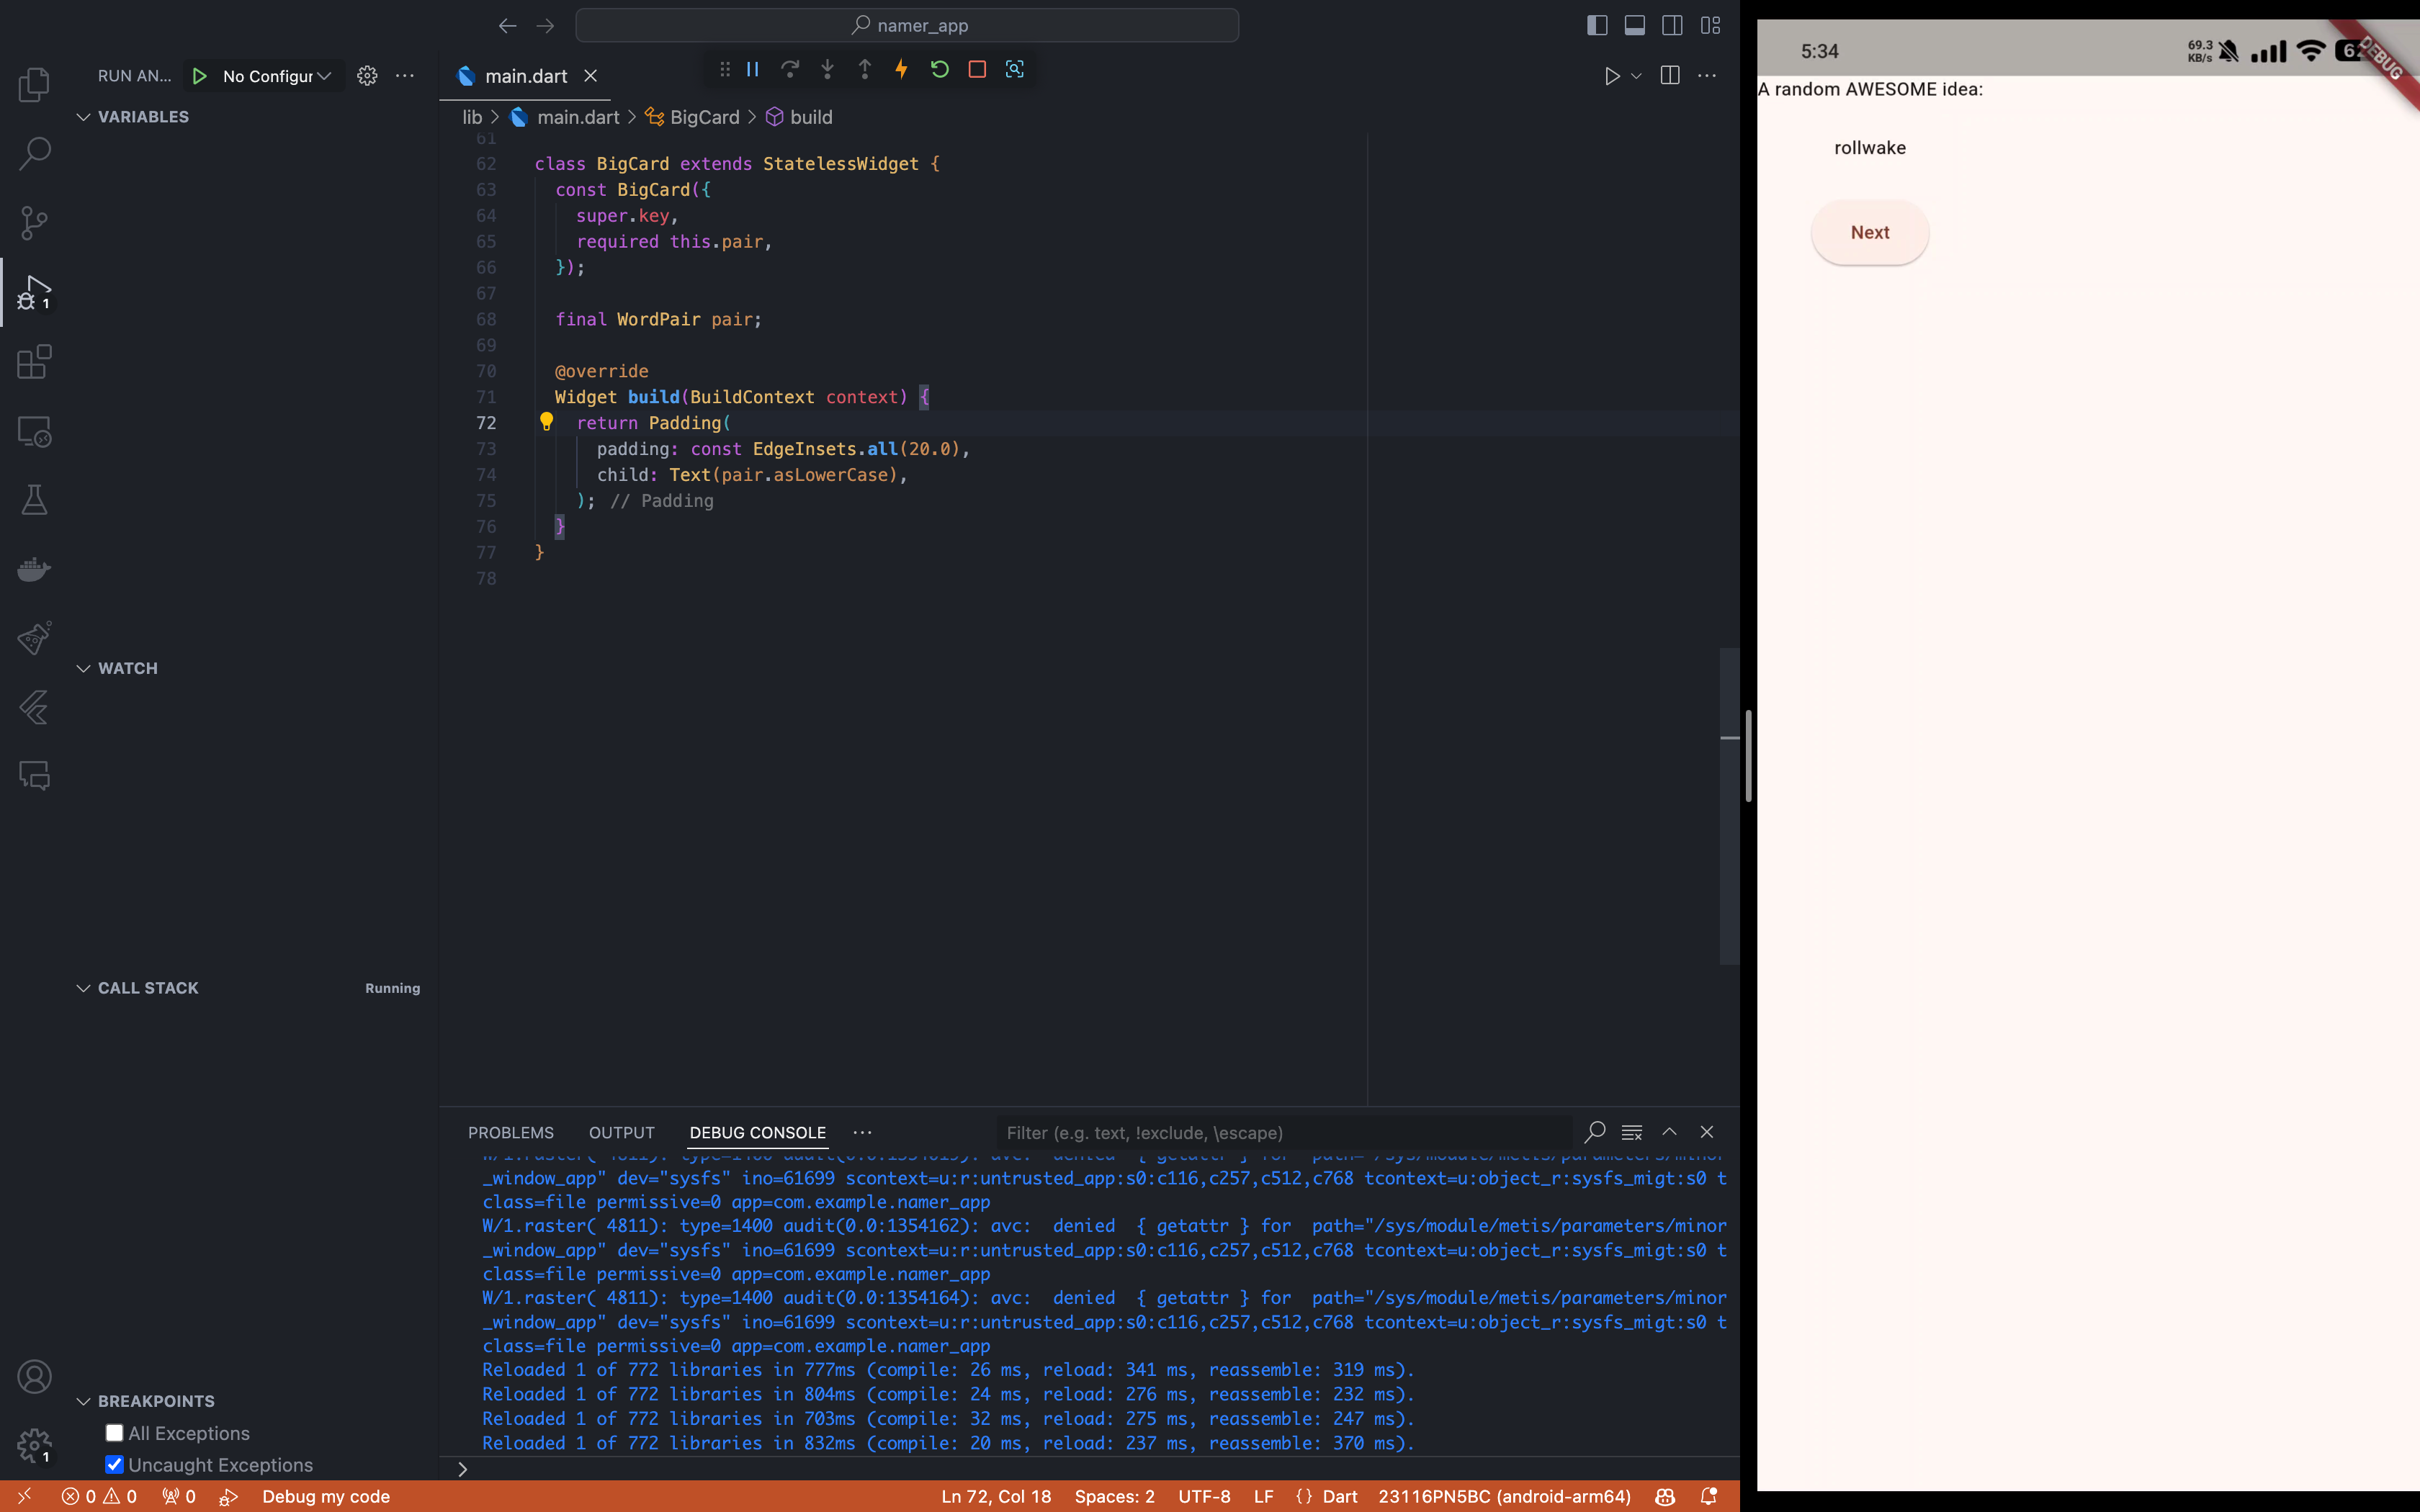 namer_app
RUN AN...
No Configur
main.dart
lib > main.dart > BigCard > build
VARIABLES
WATCH
CALL STACK
Running
BREAKPOINTS
All Exceptions
Uncaught Exceptions
1
1
61
62 class BigCard extends StatelessWidget {
63 const BigCard({
64 super.key,
65 required this.pair,
66 });
67
68 final WordPair pair;
69
70 @override
71 Widget build(BuildContext context) {
72 return Padding(
73 padding: const EdgeInsets.all(20.0),
74 child: Text(pair.asLowerCase),
75 ); // Padding
76 }
77 }
78
PROBLEMS
OUTPUT
DEBUG CONSOLE
Filter (e.g. text, !exclude, \escape)
_window_app" dev="sysfs" ino=61699 scontext=u:r:untrusted_app:s0:c116,c257,c512,c768 tcontext=u:object_r:sysfs_migt:s0 t
class=file permissive=0 app=com.example.namer_app
W/1.raster( 4811): type=1400 audit(0.0:1354162): avc:  denied  { getattr } for  path="/sys/module/metis/parameters/minor
_window_app" dev="sysfs" ino=61699 scontext=u:r:untrusted_app:s0:c116,c257,c512,c768 tcontext=u:object_r:sysfs_migt:s0 t
class=file permissive=0 app=com.example.namer_app
W/1.raster( 4811): type=1400 audit(0.0:1354164): avc:  denied  { getattr } for  path="/sys/module/metis/parameters/minor
_window_app" dev="sysfs" ino=61699 scontext=u:r:untrusted_app:s0:c116,c257,c512,c768 tcontext=u:object_r:sysfs_migt:s0 t
class=file permissive=0 app=com.example.namer_app
Reloaded 1 of 772 libraries in 777ms (compile: 26 ms, reload: 341 ms, reassemble: 319 ms).
Reloaded 1 of 772 libraries in 804ms (compile: 24 ms, reload: 276 ms, reassemble: 232 ms).
Reloaded 1 of 772 libraries in 703ms (compile: 32 ms, reload: 275 ms, reassemble: 247 ms).
Reloaded 1 of 772 libraries in 832ms (compile: 20 ms, reload: 237 ms, reassemble: 370 ms).
0 0 0 Debug my code
Ln 72, Col 18 Spaces: 2 UTF-8 LF {} Dart 23116PN5BC (android-arm64)
5:34
69.3
KB/s
DEBUG
A random AWESOME idea:
rollwake
Next